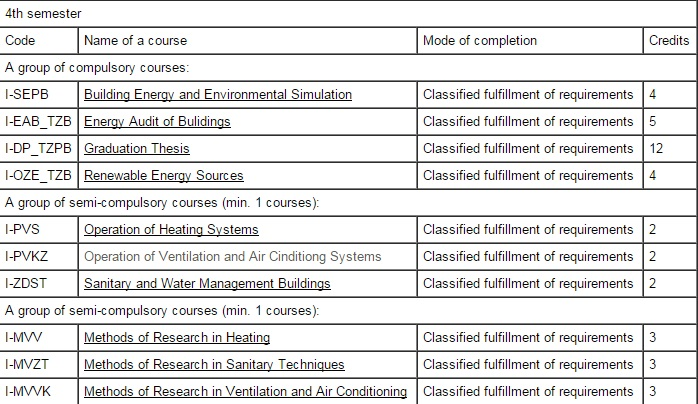 4th semester
Code Name of a course Mode of completion Credits
A group of compulsory courses:
I-SEPB Building Energy and Environmental Simulation Classified fulfillment of requirements 4
I-EAB_TZB Energy Audit of Bulidings Classified fulfillment of requirements 5
I-DP_TZPB Graduation Thesis Classified fulfillment of requirements 12
I-OZE_TZB Renewable Energy Sources Classified fulfillment of requirements 4
A group of semi-compulsory courses (min. 1 courses):
I-PVS Operation of Heating Systems Classified fulfillment of requirements 2
I-PVKZ Operation of Ventilation and Air Cinditiong Systems Classified fulfillment of requirements 2
I-ZDST Sanitary and Water Management Buildings Classified fulfillment of requirements 2
A group of semi-compulsory courses (min. 1 courses):
I-MVV Methods of Research in Heating Classified fulfillment of requirements 3
I-MVZT Methods of Research in Sanitary Techniques Classified fulfillment of requirements 3
I-MVVK Methods of Research in Ventilation and Air Conditioning Classified fulfillment of requirements 3